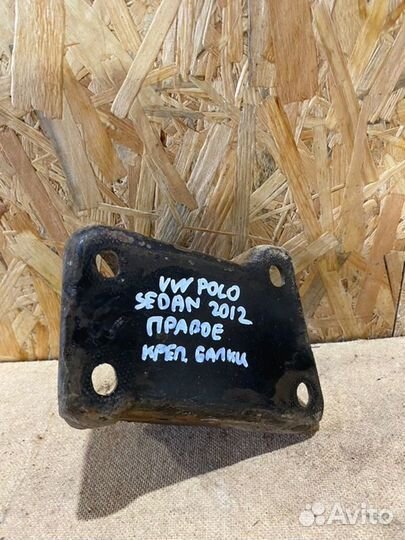 VW POLO
SEDAN 2012
ПРАВОЕ
КРЕП. БАЛКИ
Avito